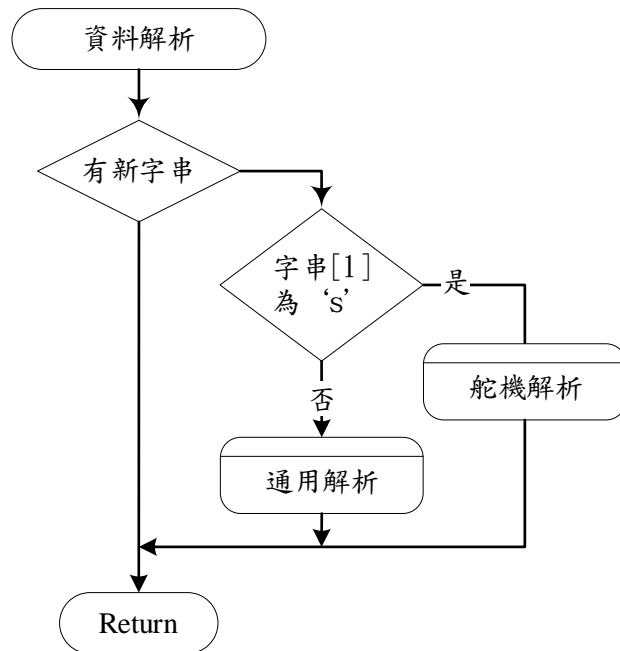 資料解析
有新字串
字串[1]
為 ‘s’
是
舵機解析
否
通用解析
Return